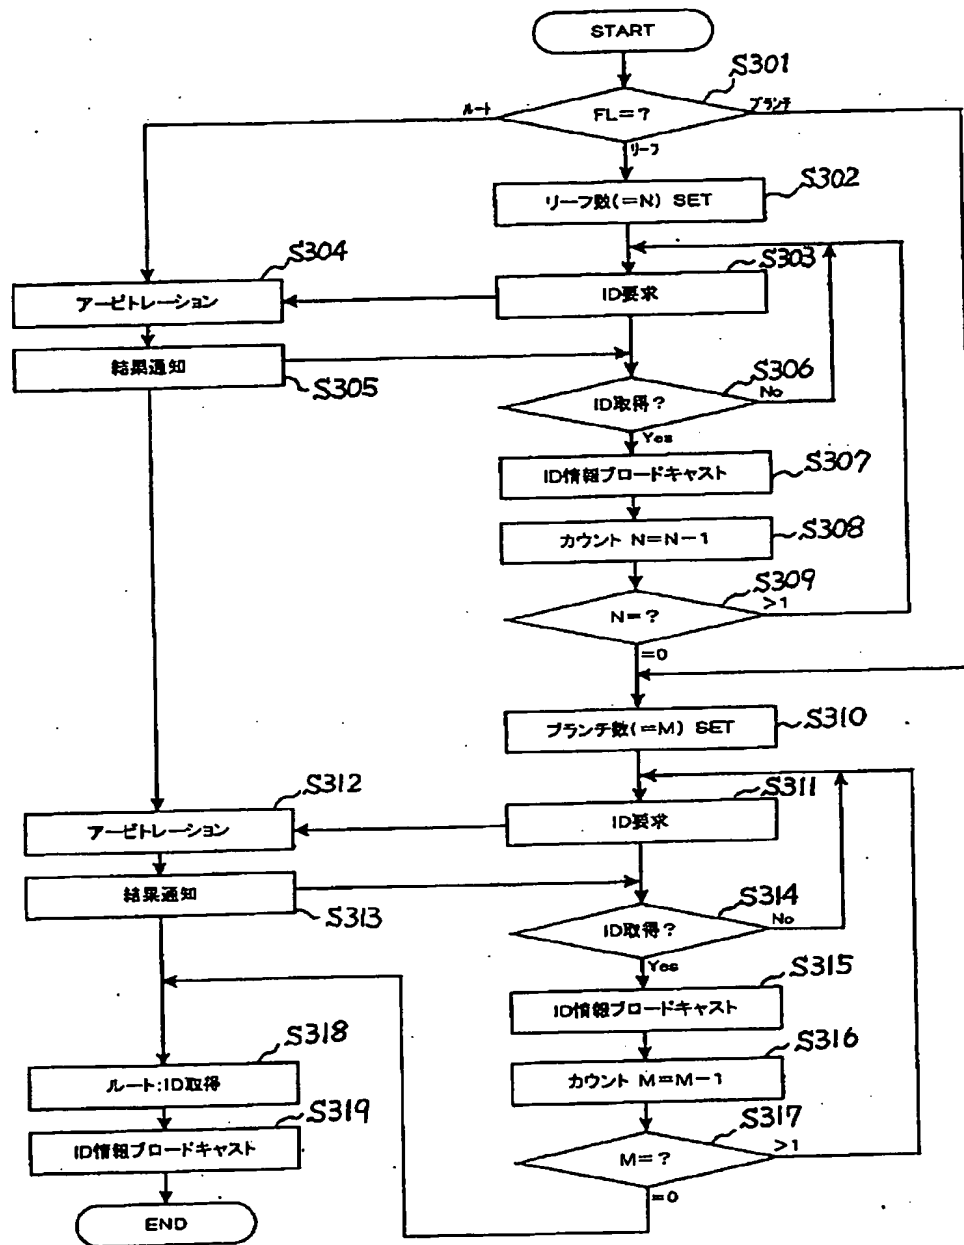 START
S301
FL=?
ルート
ブランチ
リーフ
S302
リーフ数(=N) SET
S304
S303
アービトレーション
ID要求
結果通知
S305
S306
ID取得?
No
Yes
S307
ID情報ブロードキャスト
S308
カウント N=N-1
S309
N=?
>1
=0
S310
ブランチ数(=M) SET
S312
S311
アービトレーション
ID要求
結果通知
S313
S314
ID取得?
No
Yes
S315
ID情報ブロードキャスト
S316
カウント M=M-1
S318
ルート:ID取得
S317
S319
M=?
>1
ID情報ブロードキャスト
=0
END